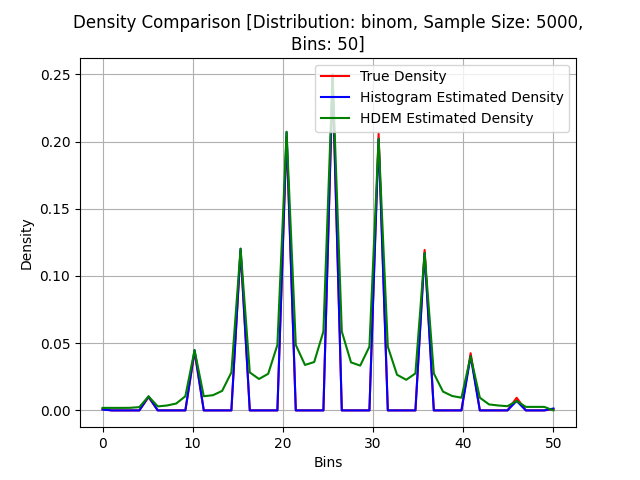 Density Comparison [Distribution: binom, Sample Size: 5000,
Bins: 50]
True Density
Histogram Estimated Density
HDEM Estimated Density
Density
0.25
0.20
0.15
0.10
0.05
0.00
0 10 20 30 40 50
Bins